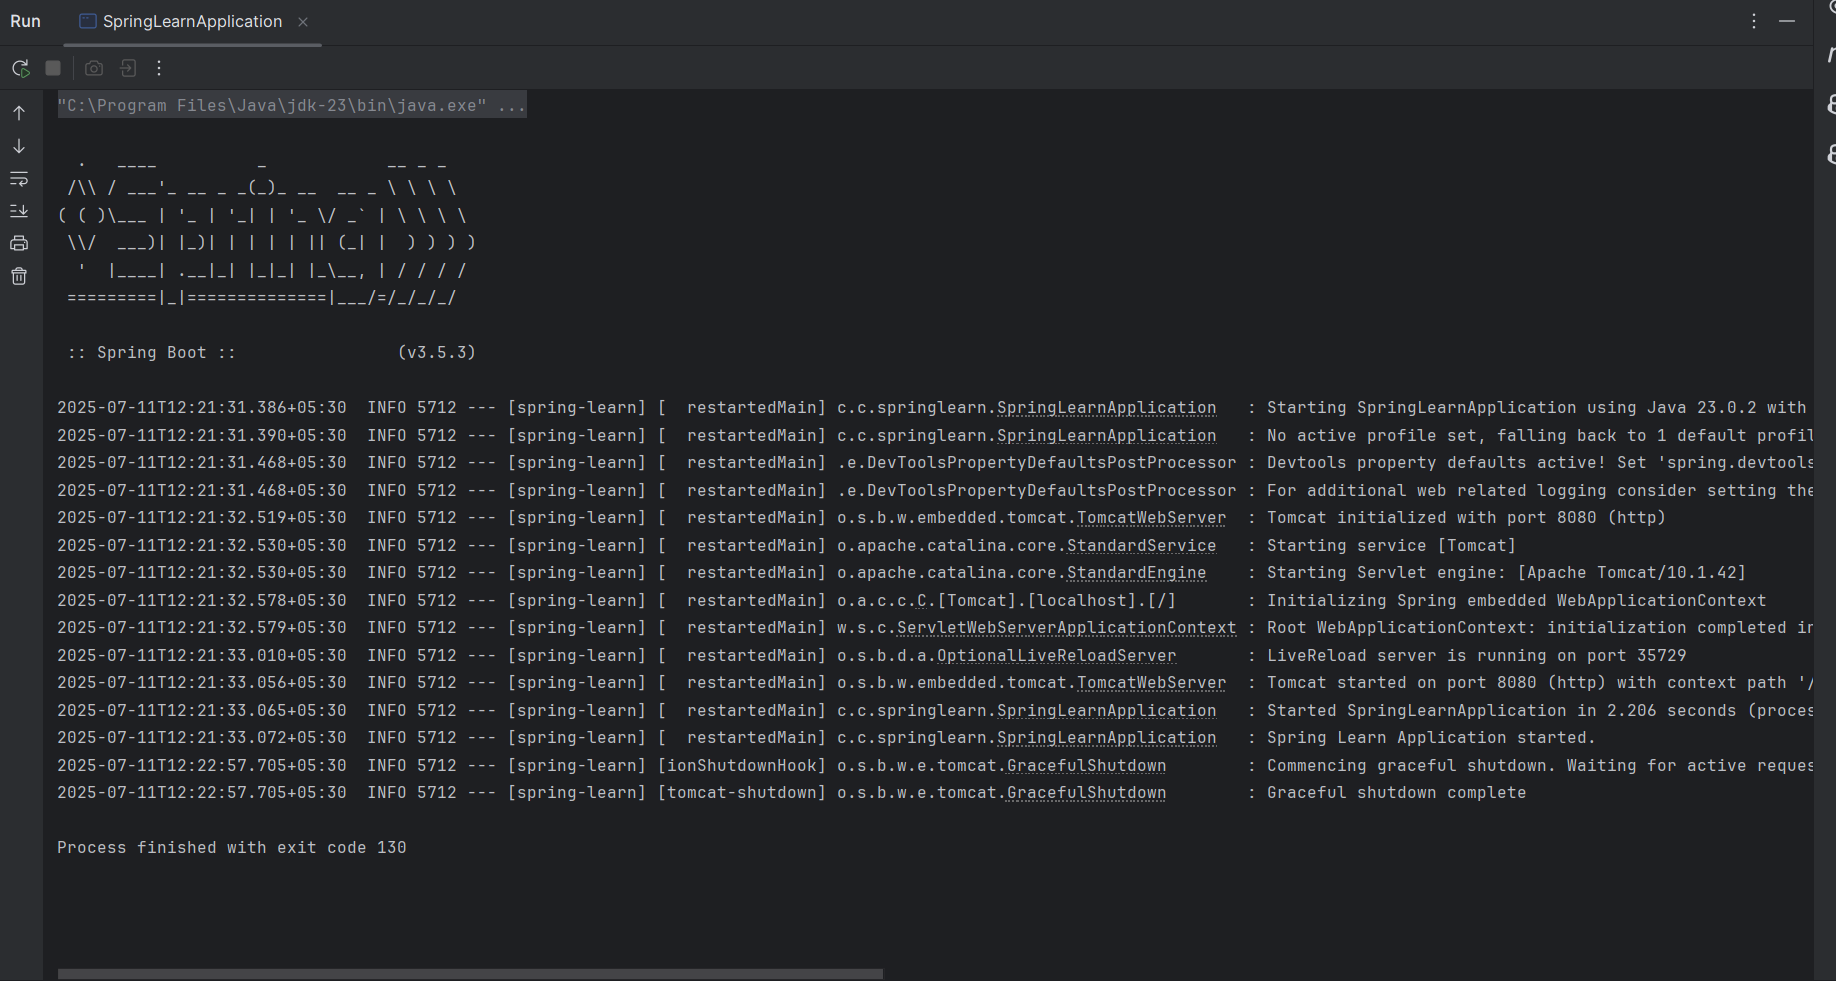 Run SpringLearnApplication
"C:\Program Files\Java\jdk-23\bin\java.exe" ...
  .   ____          _            __ _ _
 /\\ / ___'_ __ _ _(_)_ __  __ _ \ \ \ \
( ( )\___ | '_ | '_| | '_ \/ _` | \ \ \ \
 \\/  ___)| |_)| | | | | || (_| |  ) ) ) )
  '  |____| .__|_| |_|_| |_\__, | / / / /
 =========|_|==============|___/=/_/_/_/
 :: Spring Boot ::                (v3.5.3)
2025-07-11T12:21:31.386+05:30  INFO 5712 --- [spring-learn] [  restartedMain] c.c.springlearn.SpringLearnApplication   : Starting SpringLearnApplication using Java 23.0.2 with
2025-07-11T12:21:31.390+05:30  INFO 5712 --- [spring-learn] [  restartedMain] c.c.springlearn.SpringLearnApplication   : No active profile set, falling back to 1 default profil
2025-07-11T12:21:31.468+05:30  INFO 5712 --- [spring-learn] [  restartedMain] .e.DevToolsPropertyDefaultsPostProcessor : Devtools property defaults active! Set 'spring.devtools
2025-07-11T12:21:31.468+05:30  INFO 5712 --- [spring-learn] [  restartedMain] .e.DevToolsPropertyDefaultsPostProcessor : For additional web related logging consider setting the
2025-07-11T12:21:32.519+05:30  INFO 5712 --- [spring-learn] [  restartedMain] o.s.b.w.embedded.tomcat.TomcatWebServer  : Tomcat initialized with port 8080 (http)
2025-07-11T12:21:32.530+05:30  INFO 5712 --- [spring-learn] [  restartedMain] o.apache.catalina.core.StandardService   : Starting service [Tomcat]
2025-07-11T12:21:32.530+05:30  INFO 5712 --- [spring-learn] [  restartedMain] o.apache.catalina.core.StandardEngine    : Starting Servlet engine: [Apache Tomcat/10.1.42]
2025-07-11T12:21:32.578+05:30  INFO 5712 --- [spring-learn] [  restartedMain] o.a.c.c.C.[Tomcat].[localhost].[/]       : Initializing Spring embedded WebApplicationContext
2025-07-11T12:21:32.579+05:30  INFO 5712 --- [spring-learn] [  restartedMain] w.s.c.ServletWebServerApplicationContext : Root WebApplicationContext: initialization completed in
2025-07-11T12:21:33.010+05:30  INFO 5712 --- [spring-learn] [  restartedMain] o.s.b.d.a.OptionalLiveReloadServer       : LiveReload server is running on port 35729
2025-07-11T12:21:33.056+05:30  INFO 5712 --- [spring-learn] [  restartedMain] o.s.b.w.embedded.tomcat.TomcatWebServer  : Tomcat started on port 8080 (http) with context path '/
2025-07-11T12:21:33.065+05:30  INFO 5712 --- [spring-learn] [  restartedMain] c.c.springlearn.SpringLearnApplication   : Started SpringLearnApplication in 2.206 seconds (proces
2025-07-11T12:21:33.072+05:30  INFO 5712 --- [spring-learn] [  restartedMain] c.c.springlearn.SpringLearnApplication   : Spring Learn Application started.
2025-07-11T12:22:57.705+05:30  INFO 5712 --- [spring-learn] [ionShutdownHook] o.s.b.w.e.tomcat.GracefulShutdown        : Commencing graceful shutdown. Waiting for active reques
2025-07-11T12:22:57.705+05:30  INFO 5712 --- [spring-learn] [tomcat-shutdown] o.s.b.w.e.tomcat.GracefulShutdown        : Graceful shutdown complete
Process finished with exit code 130